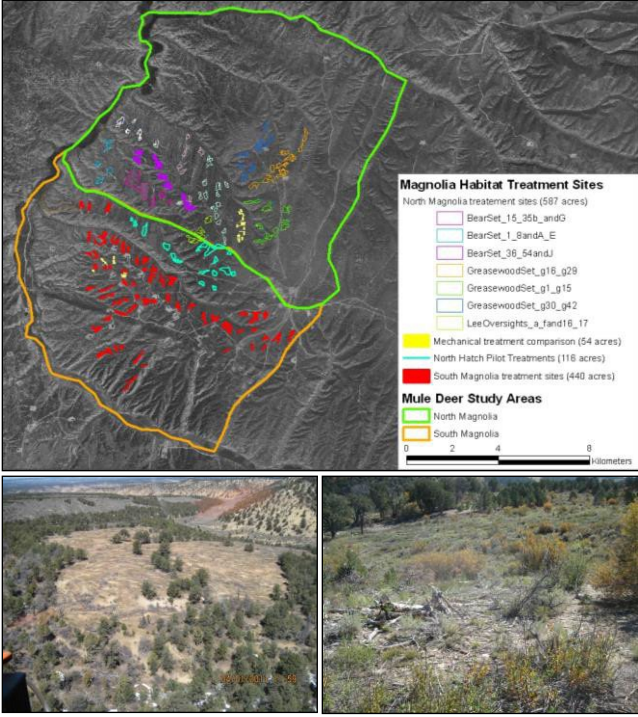 Magnolia Habitat Treatment Sites
North Magnolia treatement sites (587 acres)
BearSet_15_35b_andG
BearSet_1_8andA_E
BearSet_36_54andJ
GreasewoodSet_g16_g29
GreasewoodSet_g1_g15
GreasewoodSet_g30_g42
LeeOversights_a_fand16_17
Mechanical treatment comparison (54 acres)
North Hatch Pilot Treatments (116 acres)
South Magnolia treatment sites (440 acres)
Mule Deer Study Areas
North Magnolia
South Magnolia
0 2 4 8
Kilometers